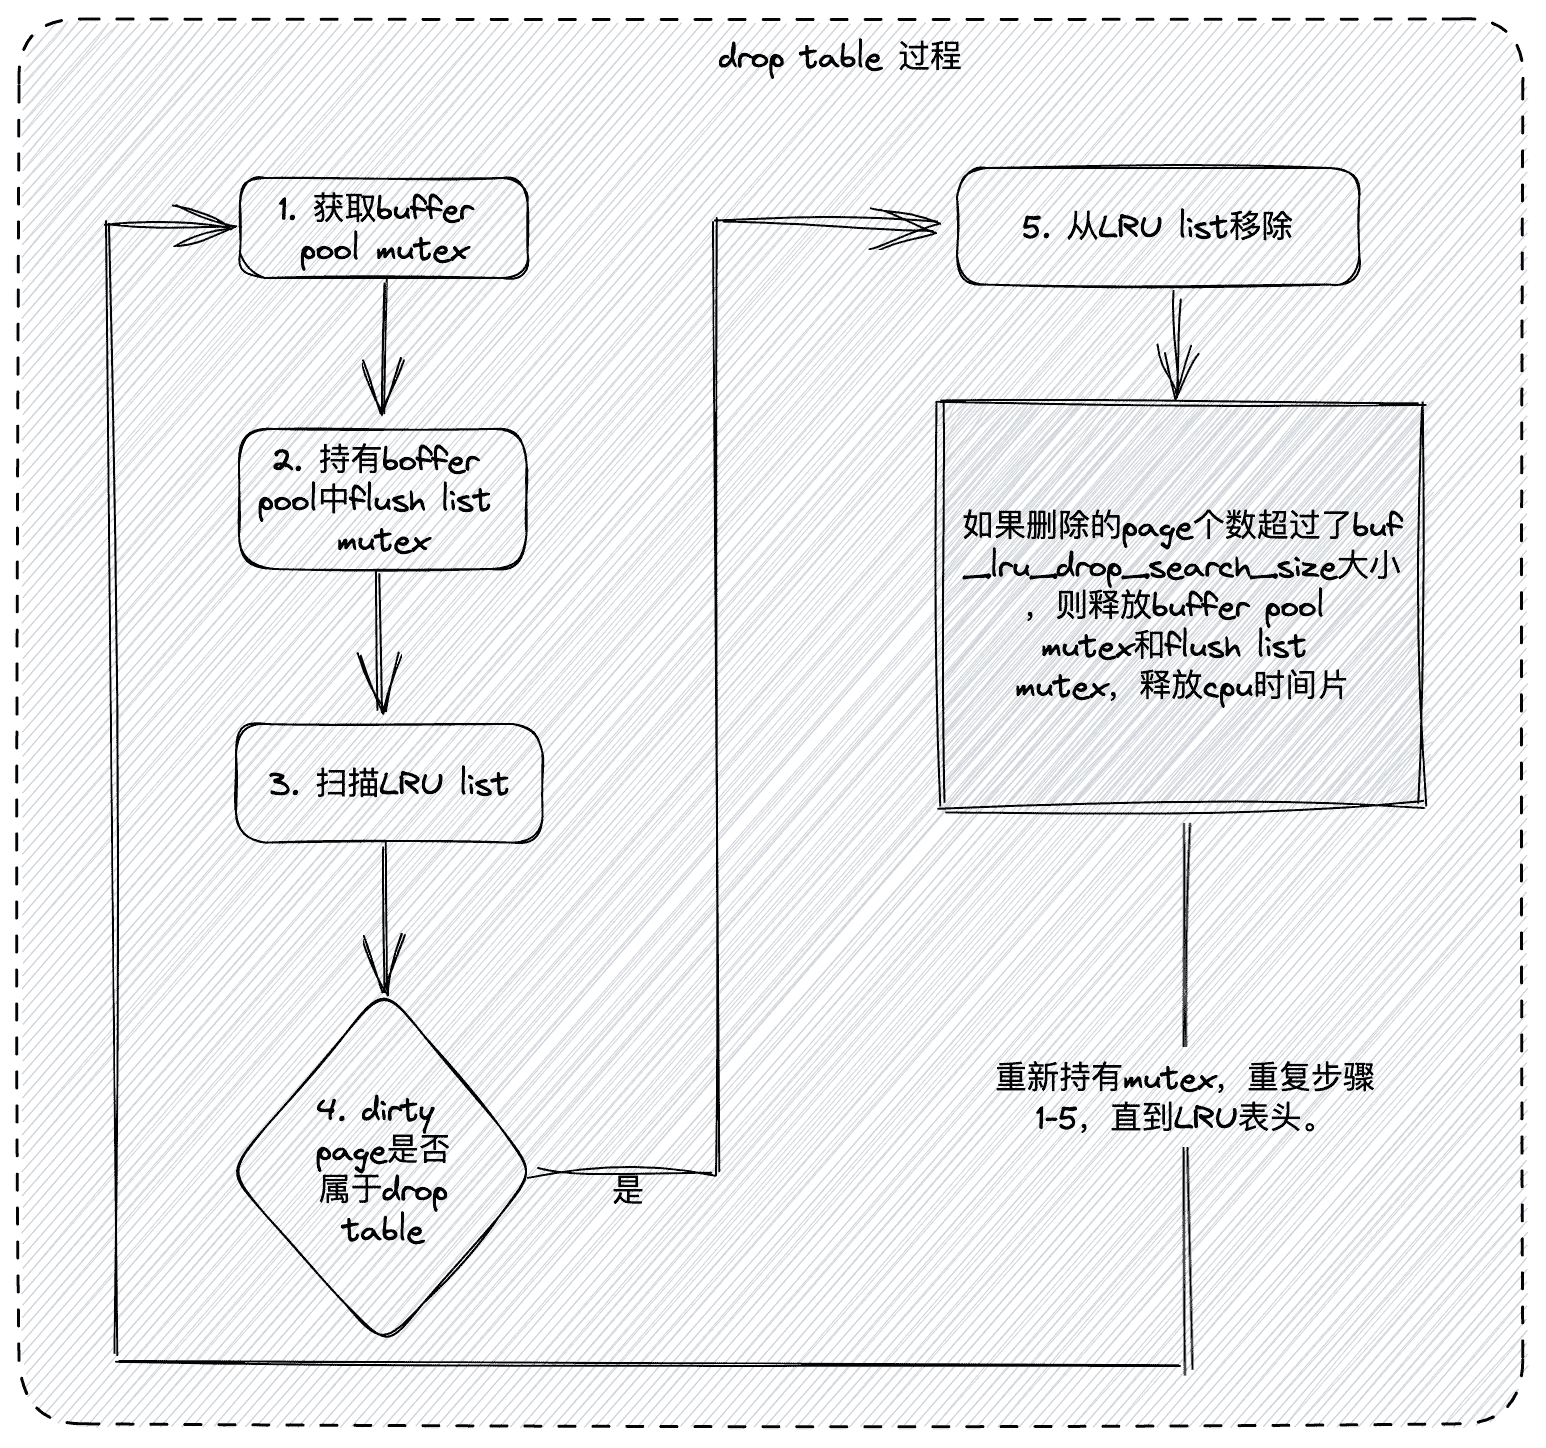 drop table 过程
1. 获取buffer
pool mutex
2. 持有boffer
pool中flush list
mutex
3. 扫描LRU list
4. dirty
page是否
属于drop
table
是
5. 从LRU list移除
如果删除的page个数超过了buf
_lru_drop_search_size大小
，则释放buffer pool
mutex和flush list
mutex，释放cpu时间片
重新持有mutex，重复步骤
1-5，直到LRU表头。